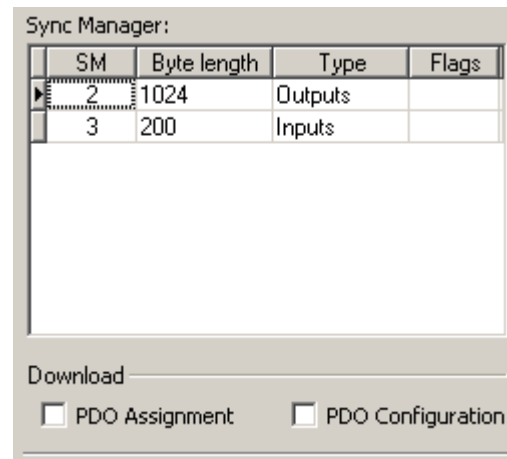 Sync Manager:
SM Byte length Type Flags
2 1024 Outputs
3 200 Inputs
Download
PDO Assignment PDO Configuration